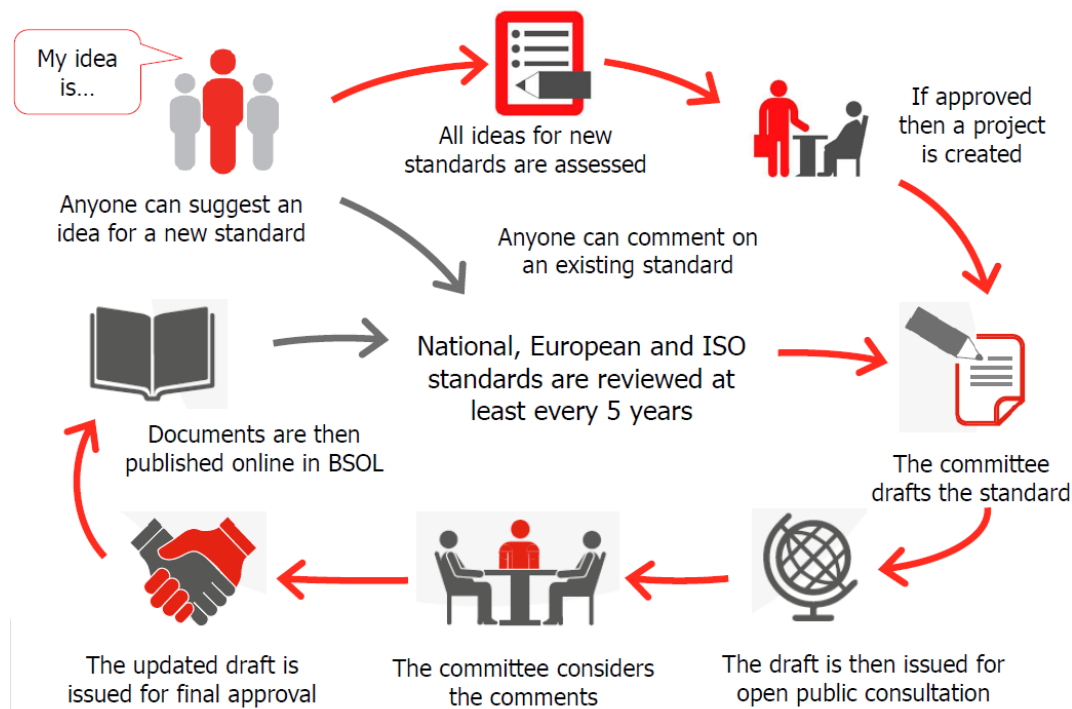 My idea
is...
Anyone can suggest an
idea for a new standard
All ideas for new
standards are assessed
If approved
then a project
is created
Anyone can comment on
an existing standard
National, European and ISO
standards are reviewed at
least every 5 years
The committee
drafts the standard
The draft is then issued for
open public consultation
The committee considers
the comments
The updated draft is
issued for final approval
Documents are then
published online in BSOL